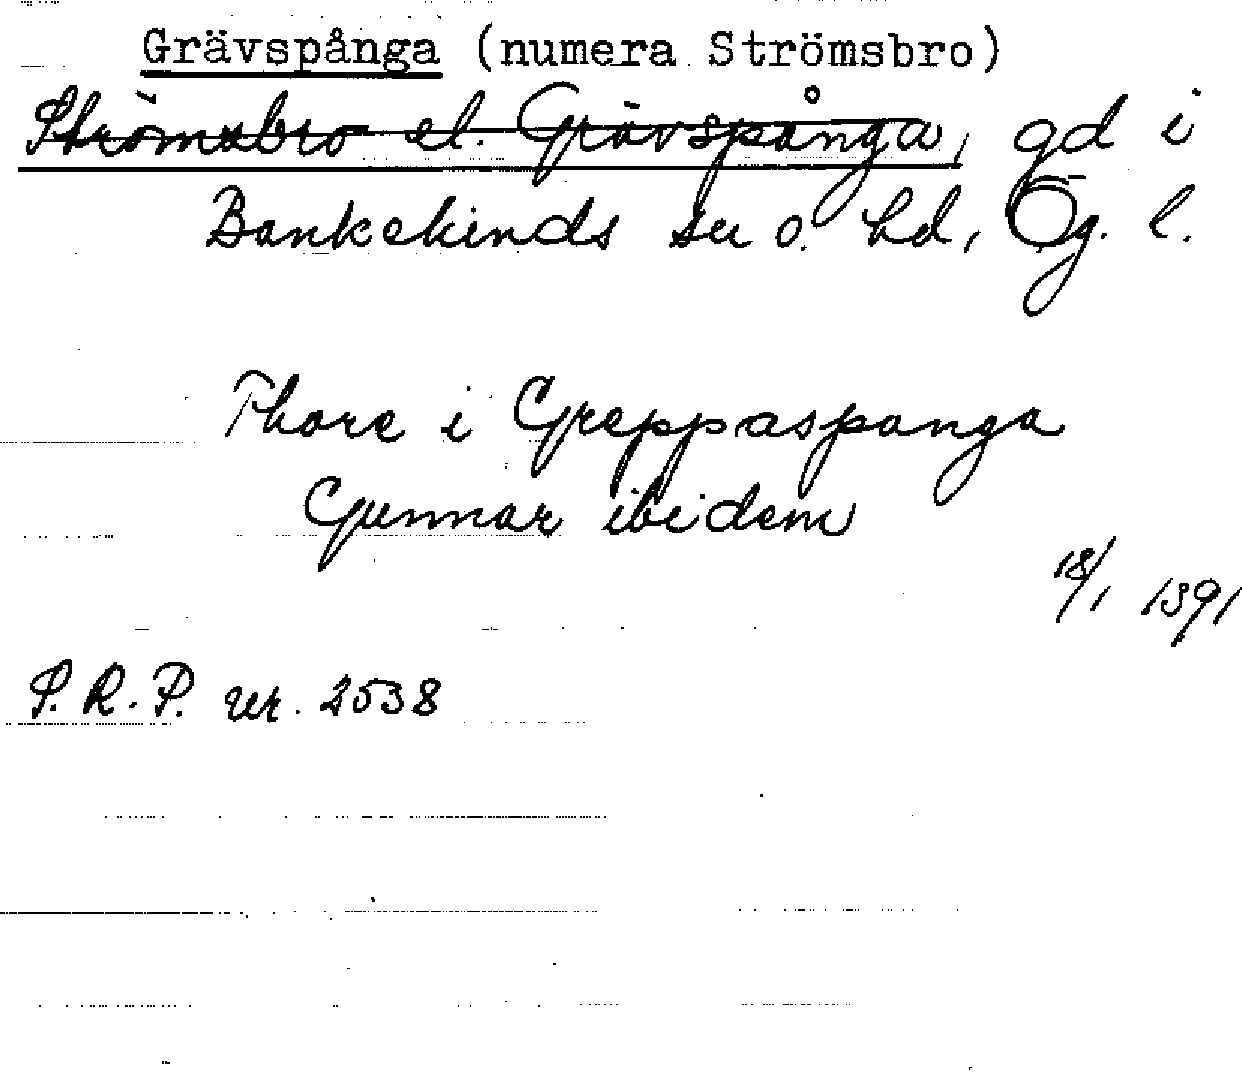 Grävspånga (numera Strömsbro)
Strömsbro el. Grävspånga, gd i
Bankekinds sn o. hd, Ög. l.
Thore i Greppaspanga
Gunnar ibidem
18/1 1391
S.R.P. nr. 2538